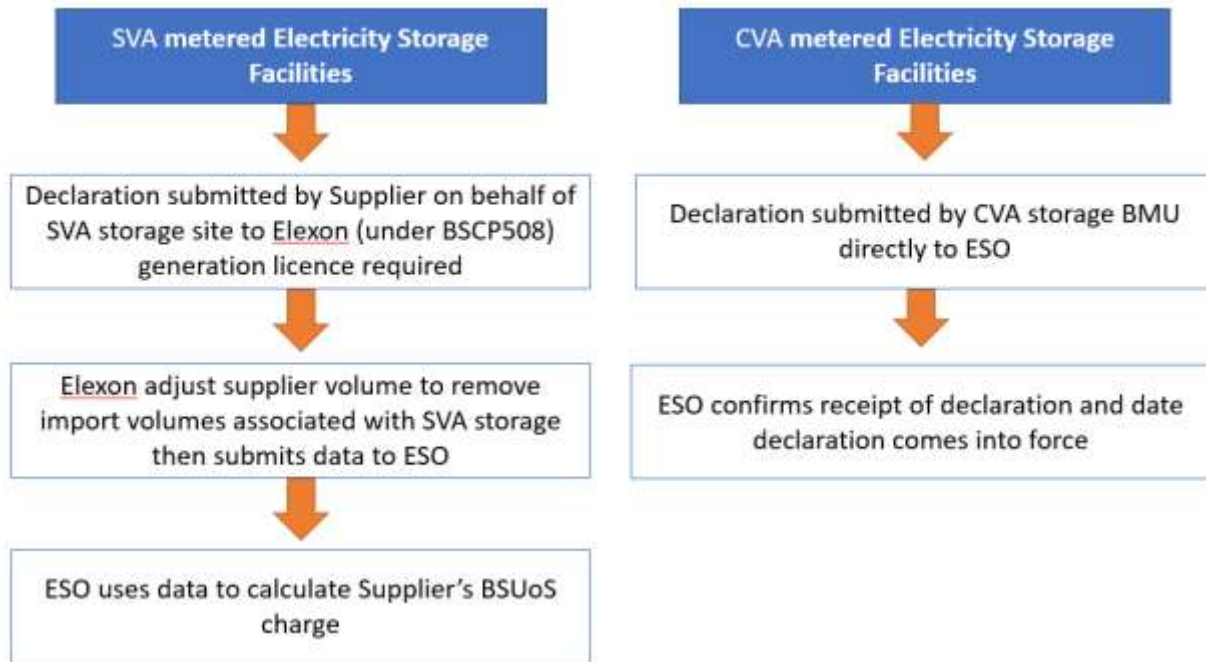 SVA metered Electricity Storage
Facilities
Declaration submitted by Supplier on behalf of
SVA storage site to Elexon (under BSCP508)
generation licence required
Elexon adjust supplier volume to remove
import volumes associated with SVA storage
then submits data to ESO
ESO uses data to calculate Supplier's BSUoS
charge
CVA metered Electricity Storage
Facilities
Declaration submitted by CVA storage BMU
directly to ESO
ESO confirms receipt of declaration and date
declaration comes into force